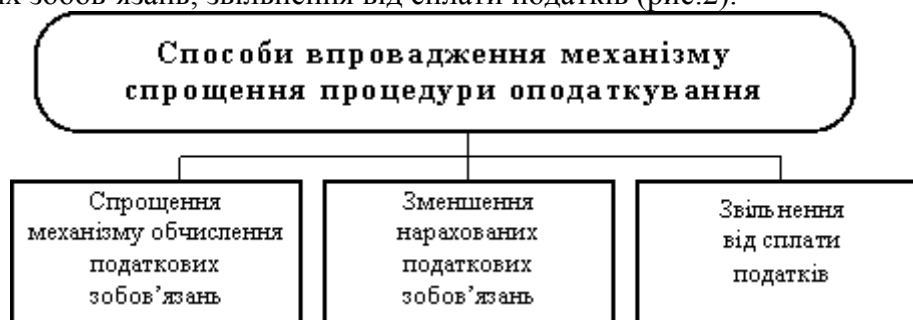 их зобов'язань, звільнення від сплати податків (рис.2).
Способи впровадження механізму
спрощення процедури оподаткування
Спрощення
механізму обчислення
податкових
зобов'язань
Зменшення
нарахованих
податкових
зобов'язань
Звільнення
від сплати
податків